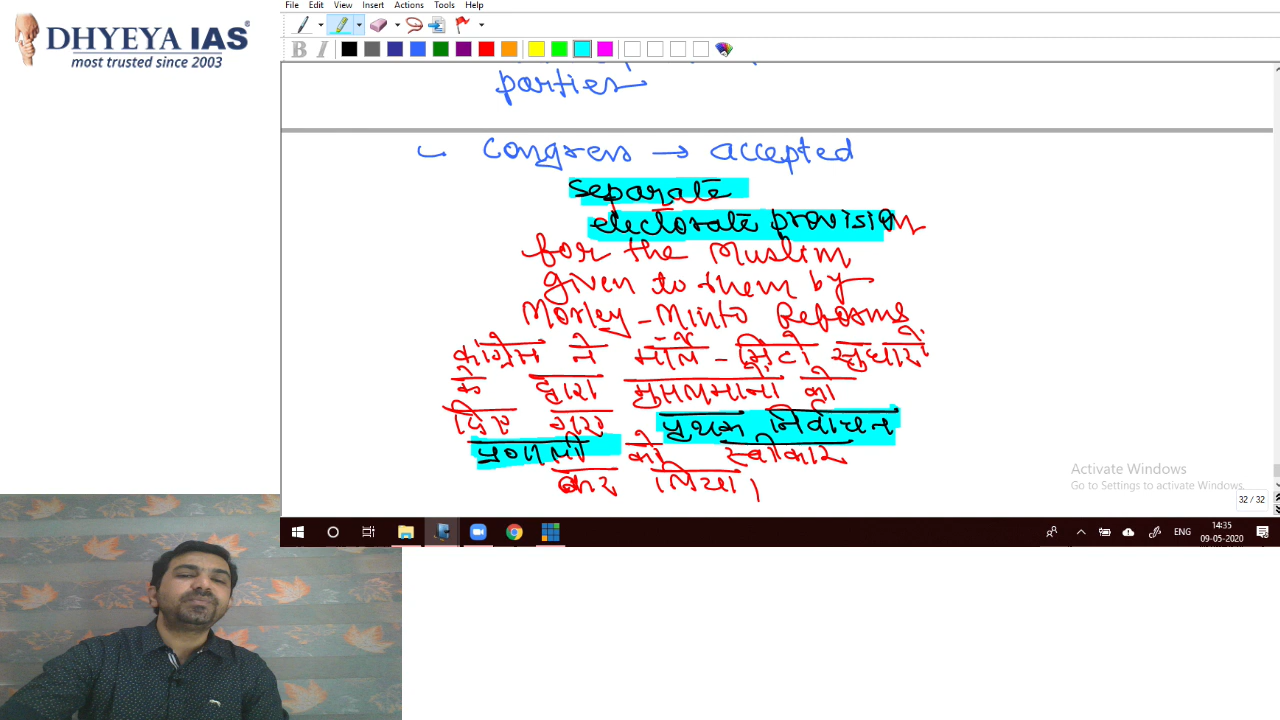 DHYEYA IAS
most trusted since 2003
File Edit View Insert Actions Tools Help
B I
parties
Congress → accepted
separate
electorate provision
for the Muslim
given to them by
Morley-Minto Reforms
कांग्रेस ने मॉर्ले-मिंटो सुधारों
के द्वारा मुसलमानों को
दिए गए पृथक निर्वाचन
प्रणाली को स्वीकार
कर लिया।
Activate Windows
Go to Settings to activate Windows.
32 / 32
ENG
14:35
09-05-2020